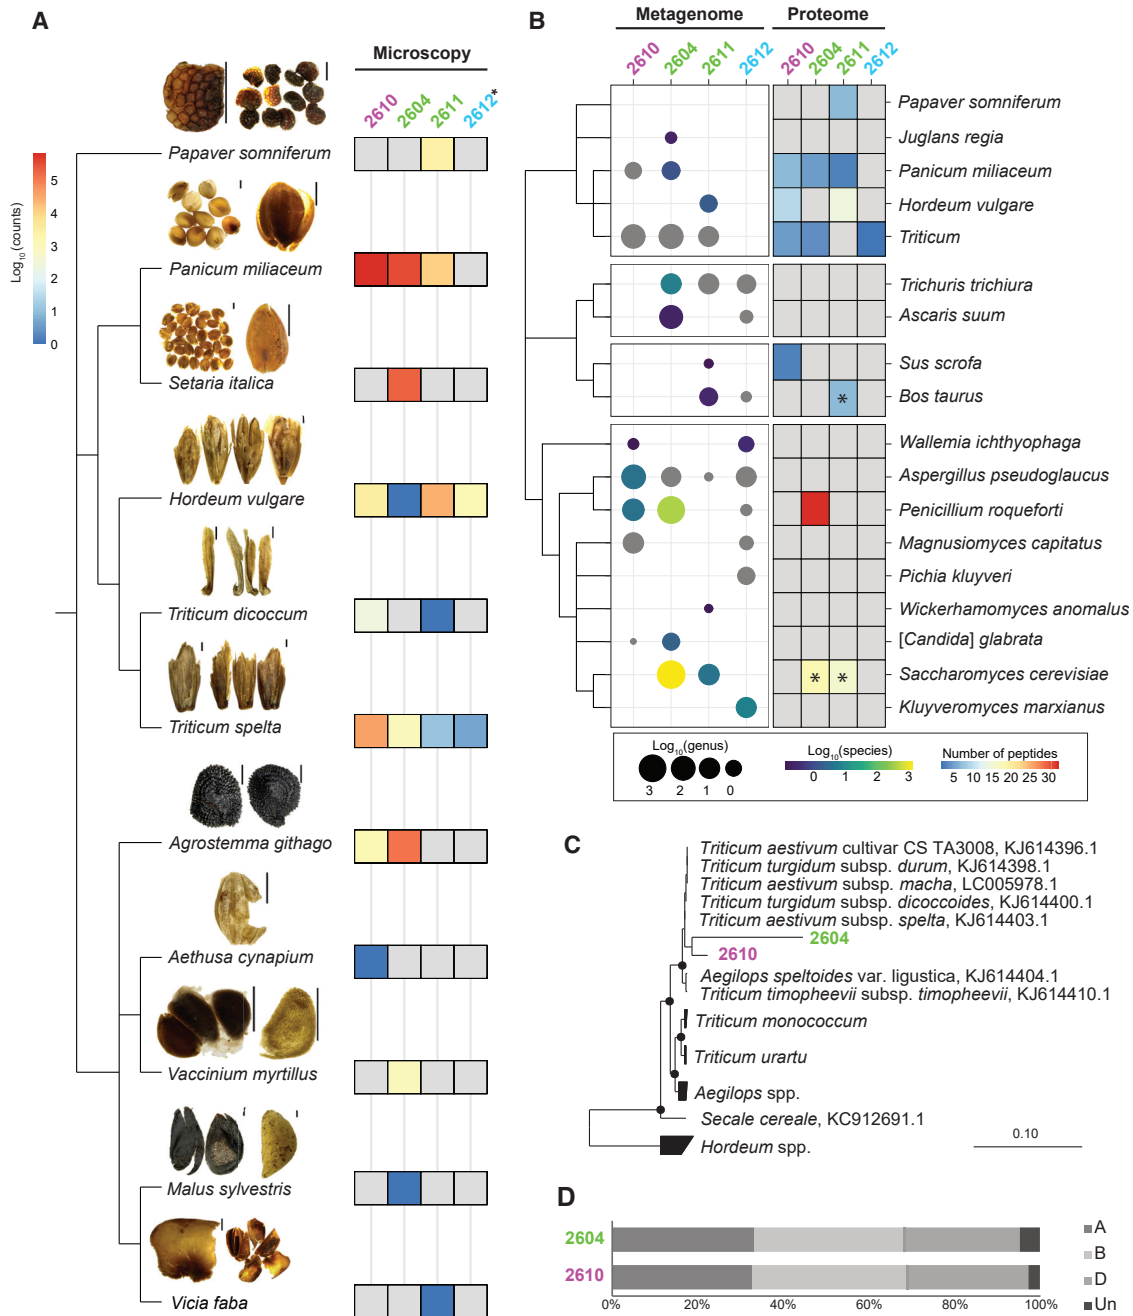 A
Microscopy
2610
2604
2611
2612*
Log10(counts)
5
4
3
2
1
0
Papaver somniferum
Panicum miliaceum
Setaria italica
Hordeum vulgare
Triticum dicoccum
Triticum spelta
Agrostemma githago
Aethusa cynapium
Vaccinium myrtillus
Malus sylvestris
Vicia faba
B
Metagenome
Proteome
2610
2604
2611
2612
2610
2604
2611
2612
Papaver somniferum
Juglans regia
Panicum miliaceum
Hordeum vulgare
Triticum
Trichuris trichiura
Ascaris suum
Sus scrofa
* Bos taurus
Wallemia ichthyophaga
Aspergillus pseudoglaucus
Penicillium roqueforti
Magnusiomyces capitatus
Pichia kluyveri
Wickerhamomyces anomalus
[Candida] glabrata
* * Saccharomyces cerevisiae
Kluyveromyces marxianus
Log10(genus)
3 2 1 0
Log10(species)
0 1 2 3
Number of peptides
5 10 15 20 25 30
C
Triticum aestivum cultivar CS TA3008, KJ614396.1
Triticum turgidum subsp. durum, KJ614398.1
Triticum aestivum subsp. macha, LC005978.1
Triticum turgidum subsp. dicoccoides, KJ614400.1
Triticum aestivum subsp. spelta, KJ614403.1
2604
2610
Aegilops speltoides var. ligustica, KJ614404.1
Triticum timopheevii subsp. timopheevii, KJ614410.1
Triticum monococcum
Triticum urartu
Aegilops spp.
Secale cereale, KC912691.1
Hordeum spp.
0.10
D
2604
2610
0% 20% 40% 60% 80% 100%
A
B
D
Un